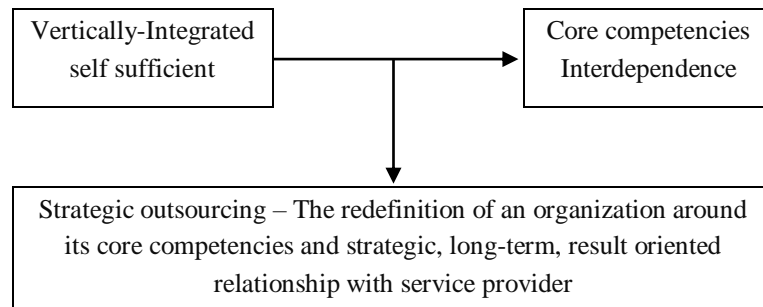 Vertically-Integrated
self sufficient
Core competencies
Interdependence
Strategic outsourcing – The redefinition of an organization around
its core competencies and strategic, long-term, result oriented
relationship with service provider